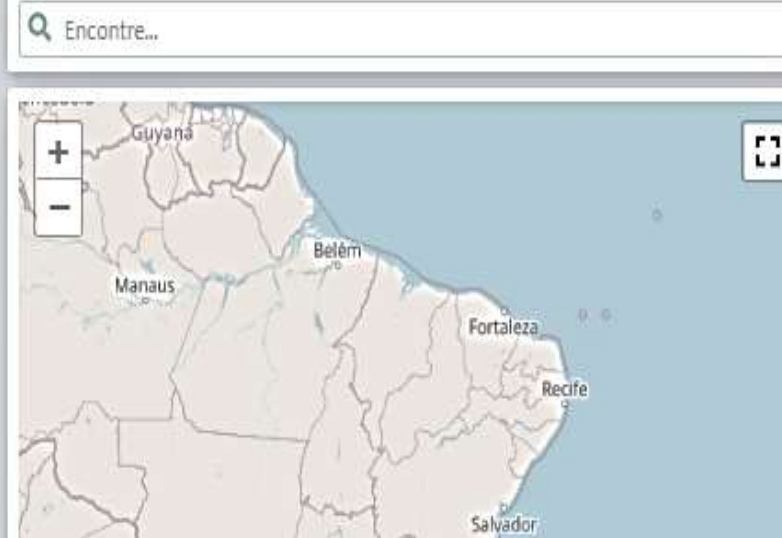 Encontre...
Guyana
+
−
Belém
Manaus
Fortaleza
Recife
Salvador